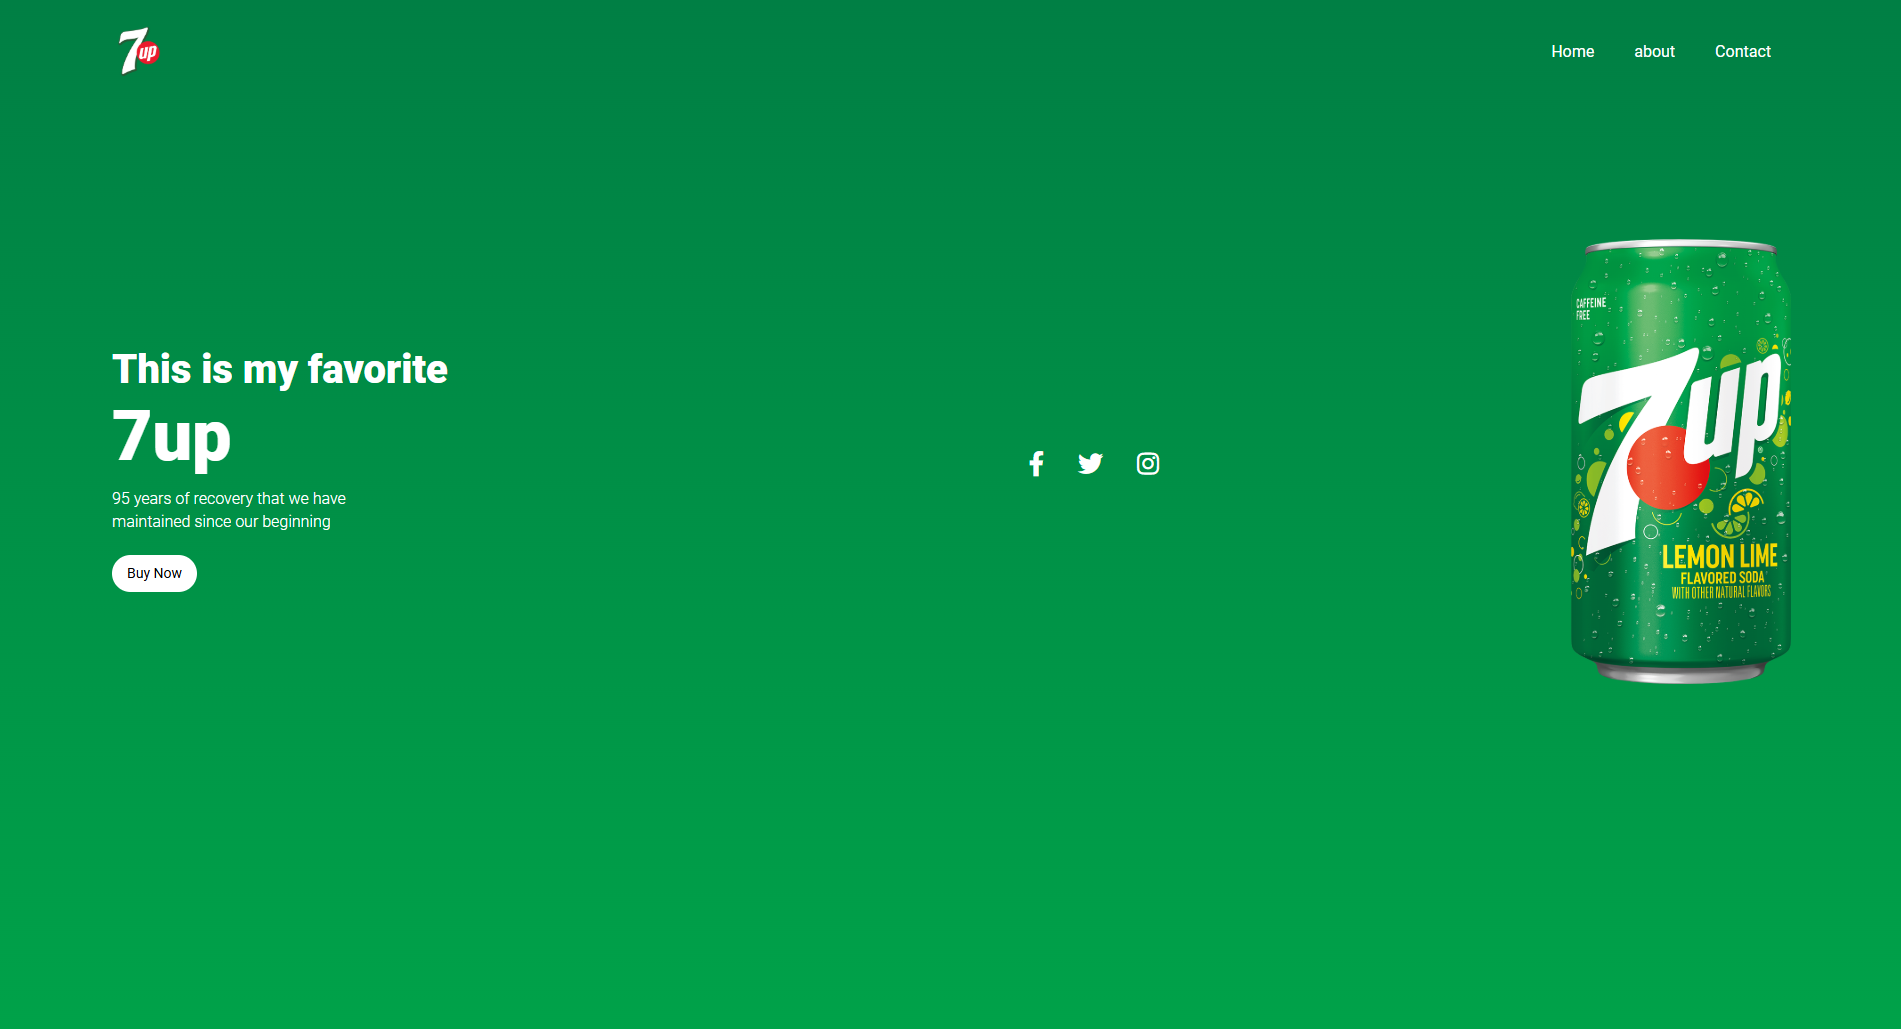 7up
Home about Contact
This is my favorite
7up
95 years of recovery that we have
maintained since our beginning
Buy Now
CAFFEINE
FREE
7up
LEMON LIME
FLAVORED SODA
WITH OTHER NATURAL FLAVORS